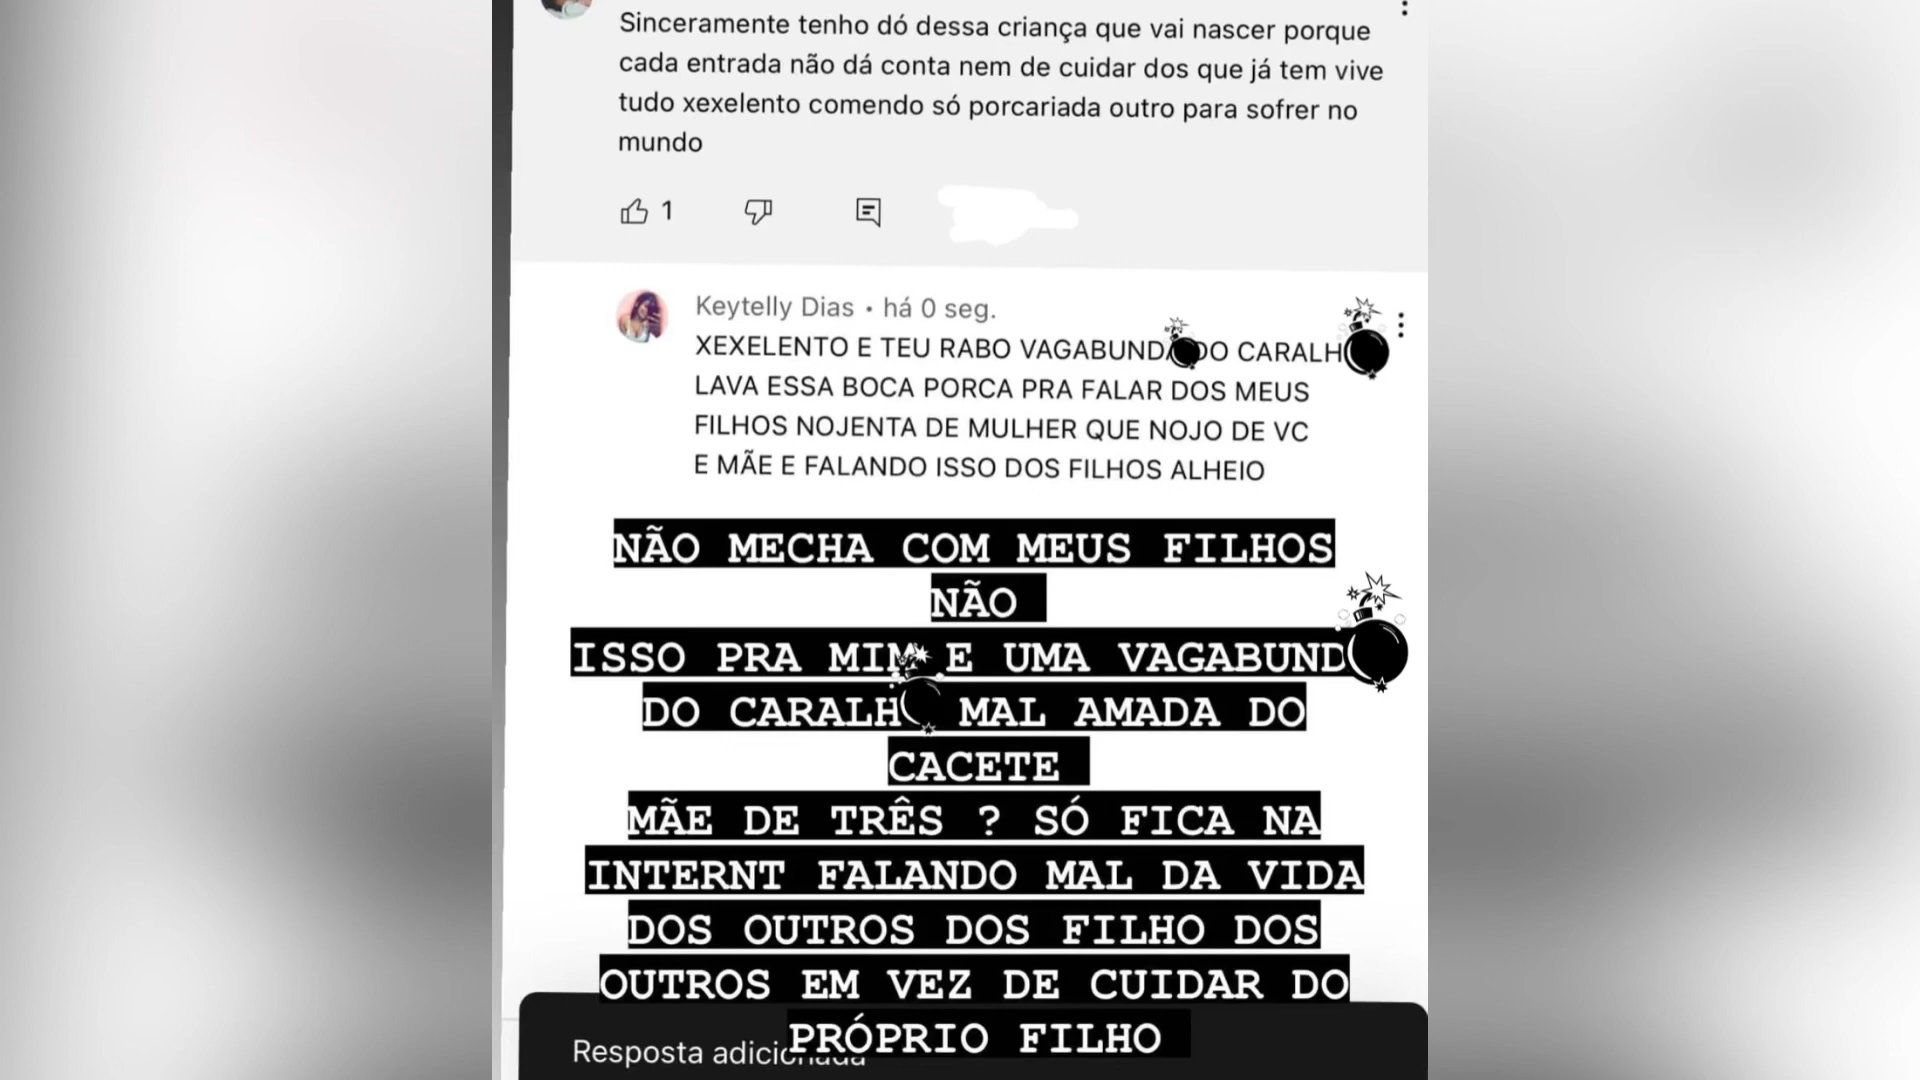 Sinceramente tenho dó dessa criança que vai nascer porque
cada entrada não dá conta nem de cuidar dos que já tem vive
tudo xexelento comendo só porcariada outro para sofrer no
mundo
1
Keytelly Dias • há 0 seg.
XEXELENTO E TEU RABO VAGABUNDA DO CARALH
LAVA ESSA BOCA PORCA PRA FALAR DOS MEUS
FILHOS NOJENTA DE MULHER QUE NOJO DE VC
E MÃE E FALANDO ISSO DOS FILHOS ALHEIO
NÃO MECHA COM MEUS FILHOS
NÃO
ISSO PRA MIM E UMA VAGABUND
DO CARALH MAL AMADA DO
CACETE
MÃE DE TRÊS ? SÓ FICA NA
INTERNT FALANDO MAL DA VIDA
DOS OUTROS DOS FILHO DOS
OUTROS EM VEZ DE CUIDAR DO
PRÓPRIO FILHO
Resposta adicionada